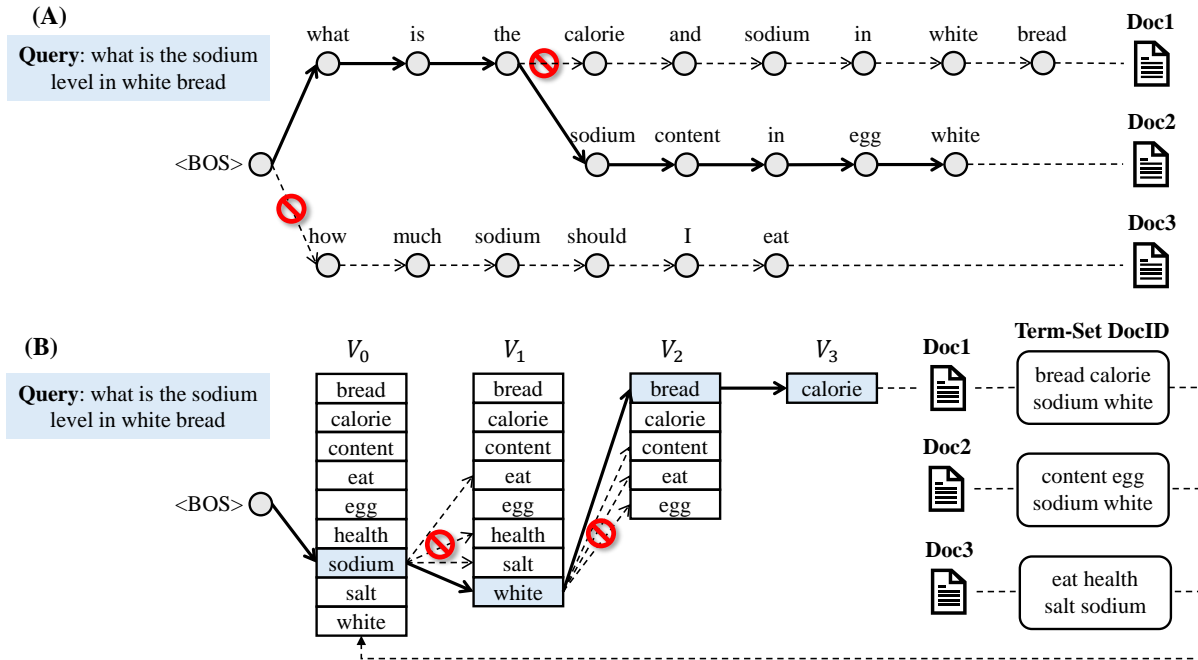 (A)
Query: what is the sodium
level in white bread
<BOS>
what is the calorie and sodium in white bread
Doc1
sodium content in egg white
Doc2
how much sodium should I eat
Doc3
(B)
Query: what is the sodium
level in white bread
<BOS>
V0
bread
calorie
content
eat
egg
health
sodium
salt
white
V1
bread
calorie
content
eat
egg
health
salt
white
V2
bread
calorie
content
eat
egg
V3
calorie
Term-Set DocID
Doc1
bread calorie
sodium white
Doc2
content egg
sodium white
Doc3
eat health
salt sodium